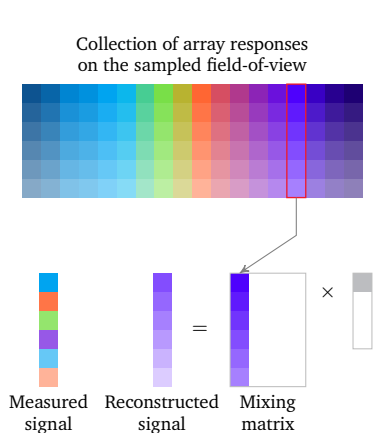 Collection of array responses
on the sampled field-of-view
=
×
Measured
signal
Reconstructed
signal
Mixing
matrix